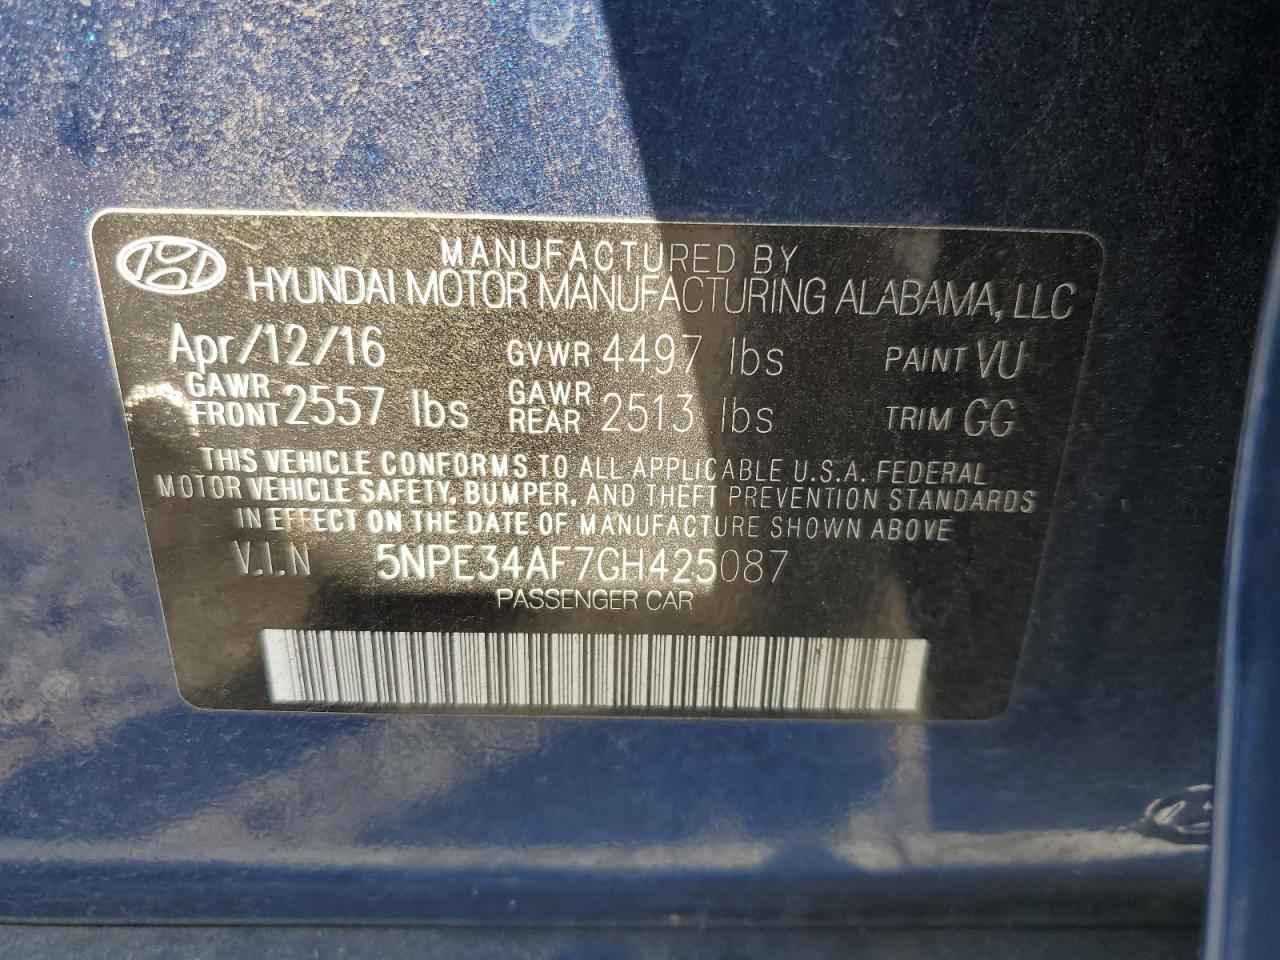 MANUFACTURED BY
HYUNDAI MOTOR MANUFACTURING ALABAMA, LLC
Apr/12/16 GVWR 4497 lbs PAINT VU
GAWR FRONT 2557 lbs GAWR REAR 2513 lbs TRIM GG
THIS VEHICLE CONFORMS TO ALL APPLICABLE U.S.A. FEDERAL
MOTOR VEHICLE SAFETY, BUMPER, AND THEFT PREVENTION STANDARDS
IN EFFECT ON THE DATE OF MANUFACTURE SHOWN ABOVE
V.I.N 5NPE34AF7GH425087
PASSENGER CAR